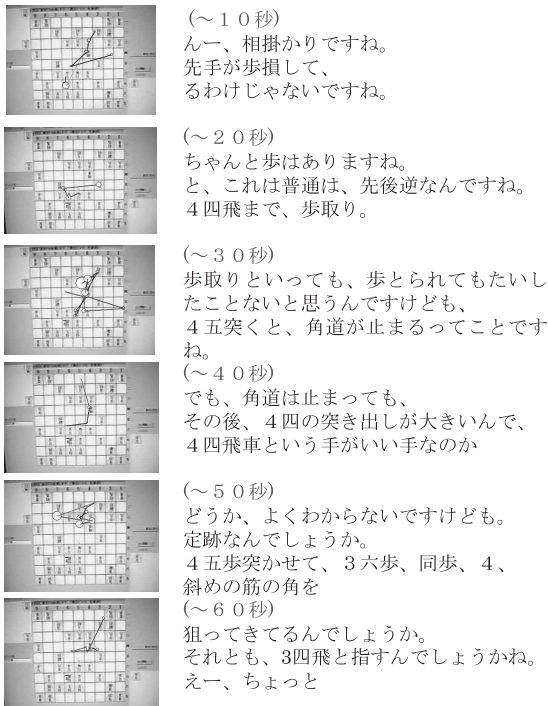 (～１０秒)
んー、相掛かりですね。
先手が歩損して、
るわけじゃないですね。
(～２０秒)
ちゃんと歩はありますね。
と、これは普通は、先後逆なんですね。
４四飛まで、歩取り。
(～３０秒)
歩取りといっても、歩とられてもたいし
たことないと思うんですけども、
４五突くと、角道が止まるってことです
ね。
(～４０秒)
でも、角道は止まっても、
その後、４四の突き出しが大きいんで、
４四飛車という手がいい手なのか
(～５０秒)
どうか、よくわからないですけども。
定跡なんでしょうか。
４五歩突かせて、３六歩、同歩、４、
斜めの筋の角を
(～６０秒)
狙ってきてるんでしょうか。
それとも、3四飛と指すんでしょうかね。
えー、ちょっと